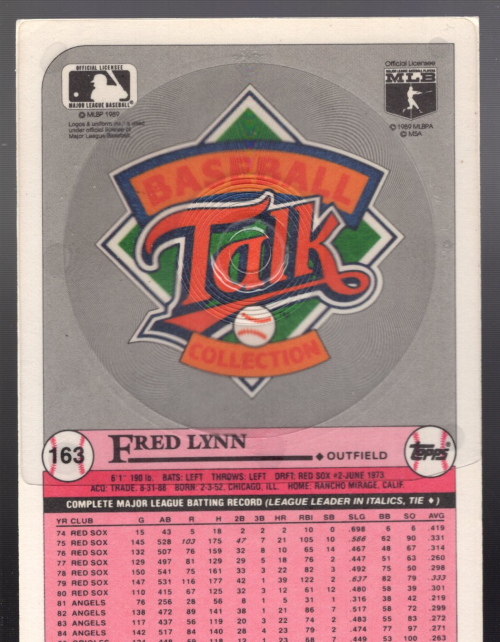 OFFICIAL LICENSEE
MAJOR LEAGUE BASEBALL®
© MLBP 1989
Logos & uniform used
under official license of
Major League Baseball.
Official Licensee
MAJOR LEAGUE BASEBALL PLAYERS
MLB
© 1989 MLBPA
© MSA
BASEBALL
Talk
COLLECTION
163
FRED LYNN
♦ OUTFIELD
Topps
6'1" 190 lb. BATS: LEFT THROWS: LEFT DRFT: RED SOX #2-JUNE 1973
ACQ: TRADE, 8-31-88 BORN: 2-3-52, CHICAGO, ILL. HOME: RANCHO MIRAGE, CALIF.
COMPLETE MAJOR LEAGUE BATTING RECORD (LEAGUE LEADER IN ITALICS, TIE ♦)
YR CLUB G AB R H 2B 3B HR RBI SB SLG BB SO AVG
74 RED SOX 15 43 5 18 2 2 2 10 0 .698 6 6 .419
75 RED SOX 145 528 103 175 47 7 21 105 10 .566 62 90 .331
76 RED SOX 132 507 76 159 32 8 10 65 14 .467 48 67 .314
77 RED SOX 129 497 81 129 29 5 18 76 2 .447 51 63 .260
78 RED SOX 150 541 75 161 33 3 22 82 3 .492 75 50 .298
79 RED SOX 147 531 116 177 42 1 39 122 2 .637 82 79 .333
80 RED SOX 110 415 67 125 32 3 12 61 12 .480 58 39 .301
81 ANGELS 76 256 28 56 8 1 5 31 1 .316 38 42 .219
82 ANGELS 138 472 89 141 38 1 21 86 7 .517 58 72 .299
83 ANGELS 117 437 56 119 20 3 22 74 2 .483 55 83 .272
84 ANGELS 142 517 84 140 28 4 23 79 2 .474 77 97 .271